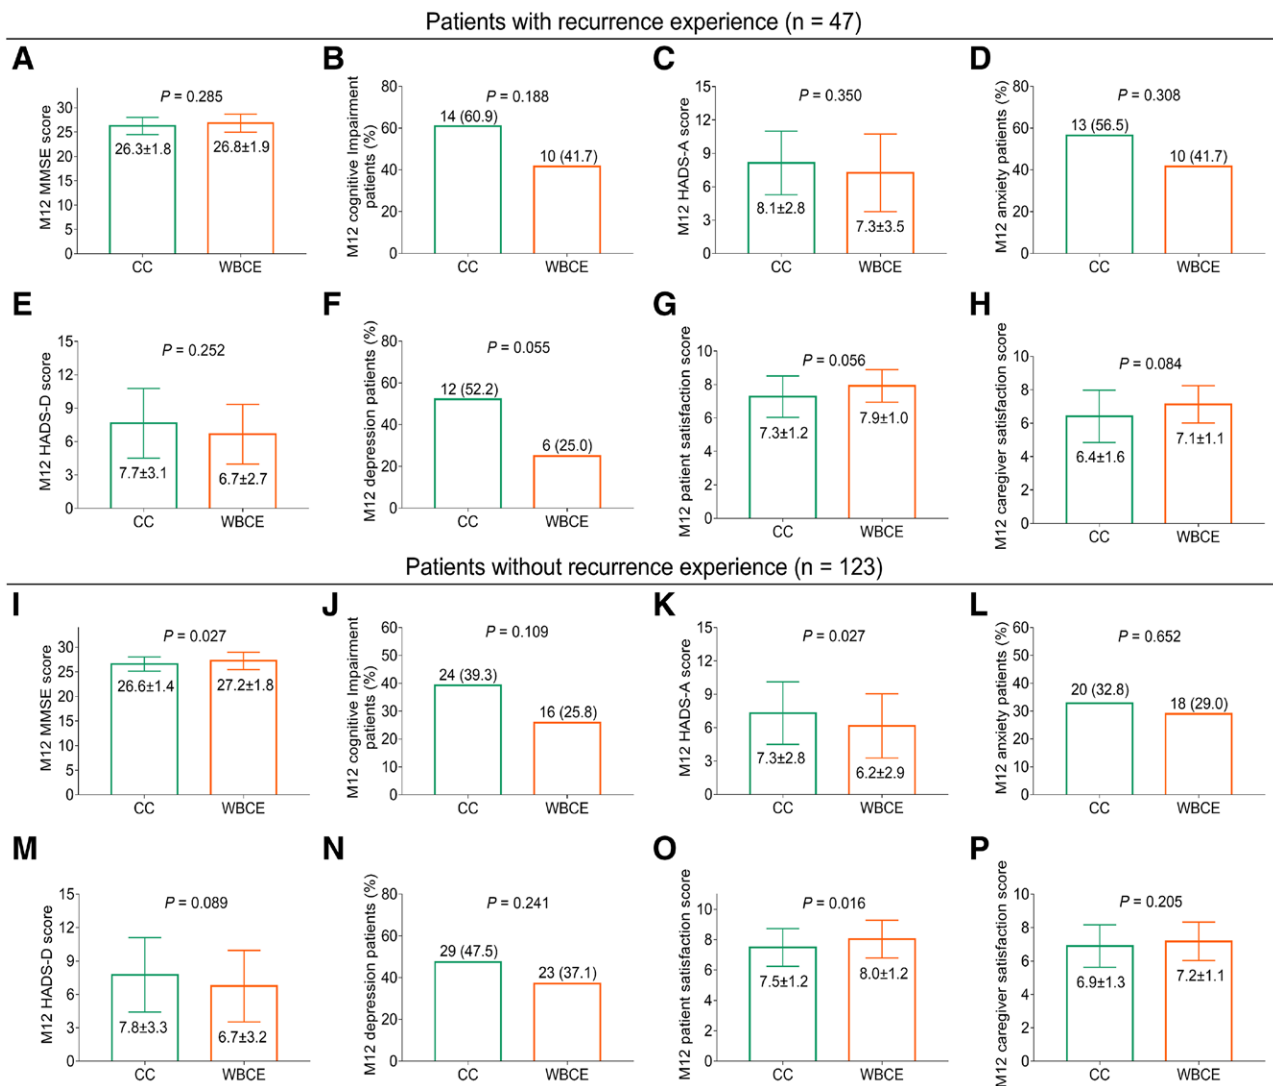 Patients with recurrence experience (n = 47)
A
M12 MMSE score
30
25
20
15
10
5
0
P = 0.285
26.3±1.8
26.8±1.9
CC
WBCE
B
M12 cognitive Impairment
patients (%)
80
60
40
20
0
P = 0.188
14 (60.9)
10 (41.7)
CC
WBCE
C
M12 HADS-A score
15
12
9
6
3
0
P = 0.350
8.1±2.8
7.3±3.5
CC
WBCE
D
M12 anxiety patients (%)
80
60
40
20
0
P = 0.308
13 (56.5)
10 (41.7)
CC
WBCE
E
M12 HADS-D score
15
12
9
6
3
0
P = 0.252
7.7±3.1
6.7±2.7
CC
WBCE
F
M12 depression patients (%)
80
60
40
20
0
P = 0.055
12 (52.2)
6 (25.0)
CC
WBCE
G
M12 patient satisfaction score
10
8
6
4
2
0
P = 0.056
7.3±1.2
7.9±1.0
CC
WBCE
H
M12 caregiver satisfaction score
10
8
6
4
2
0
P = 0.084
6.4±1.6
7.1±1.1
CC
WBCE
Patients without recurrence experience (n = 123)
I
M12 MMSE score
30
25
20
15
10
5
0
P = 0.027
26.6±1.4
27.2±1.8
CC
WBCE
J
M12 cognitive Impairment
patients (%)
60
50
40
30
20
10
0
P = 0.109
24 (39.3)
16 (25.8)
CC
WBCE
K
M12 HADS-A score
15
12
9
6
3
0
P = 0.027
7.3±2.8
6.2±2.9
CC
WBCE
L
M12 anxiety patients (%)
60
50
40
30
20
10
0
P = 0.652
20 (32.8)
18 (29.0)
CC
WBCE
M
M12 HADS-D score
15
12
9
6
3
0
P = 0.089
7.8±3.3
6.7±3.2
CC
WBCE
N
M12 depression patients (%)
80
60
40
20
0
P = 0.241
29 (47.5)
23 (37.1)
CC
WBCE
O
M12 patient satisfaction score
10
8
6
4
2
0
P = 0.016
7.5±1.2
8.0±1.2
CC
WBCE
P
M12 caregiver satisfaction score
10
8
6
4
2
0
P = 0.205
6.9±1.3
7.2±1.1
CC
WBCE